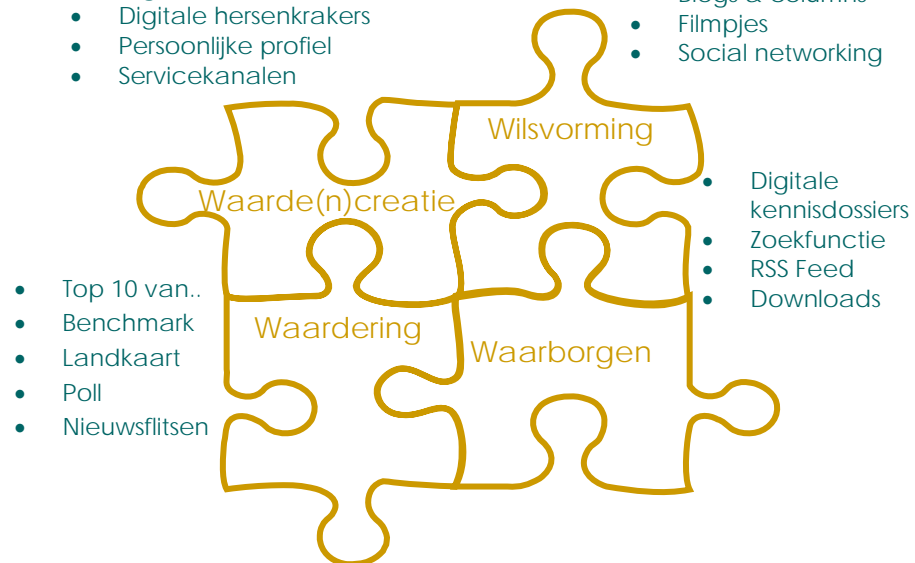 • Digitale hersenkrakers
• Persoonlijke profiel
• Servicekanalen
• Filmpjes
• Social networking
Wilsvorming
Waarde(n)creatie
• Digitale
kennisdossiers
• Zoekfunctie
• RSS Feed
• Downloads
• Top 10 van..
• Benchmark
• Landkaart
• Poll
• Nieuwsflitsen
Waardering
Waarborgen